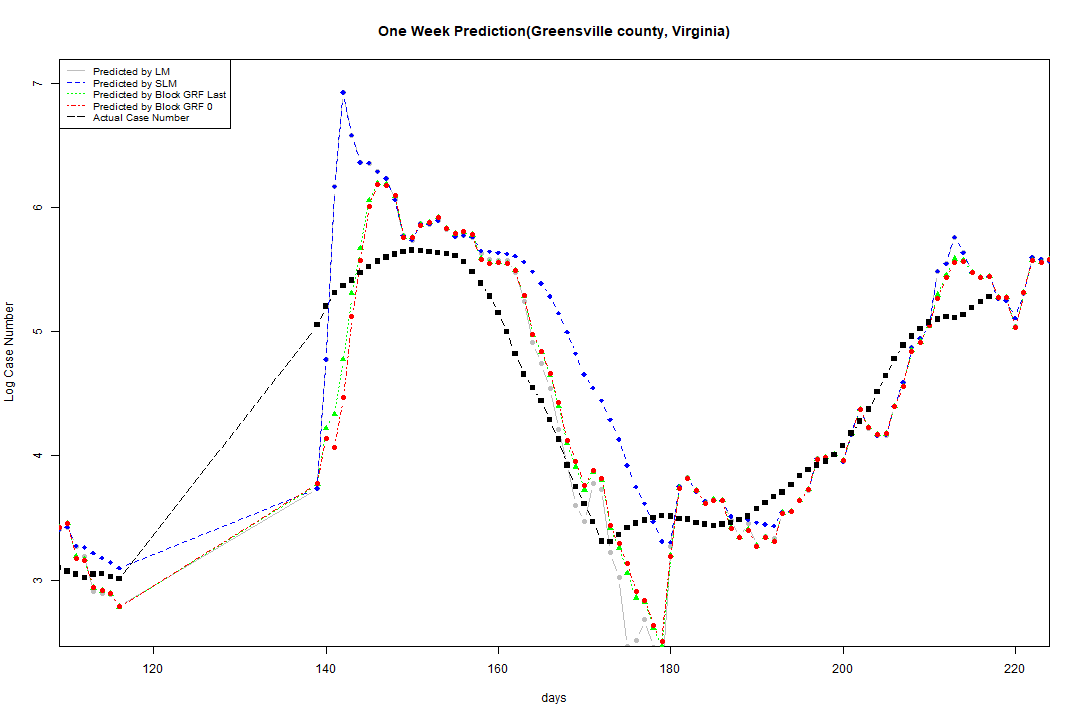 One Week Prediction(Greensville county, Virginia)
Predicted by LM
Predicted by SLM
Predicted by Block GRF Last
Predicted by Block GRF 0
Actual Case Number
7
6
5
4
3
Log Case Number
120 140 160 180 200 220
days